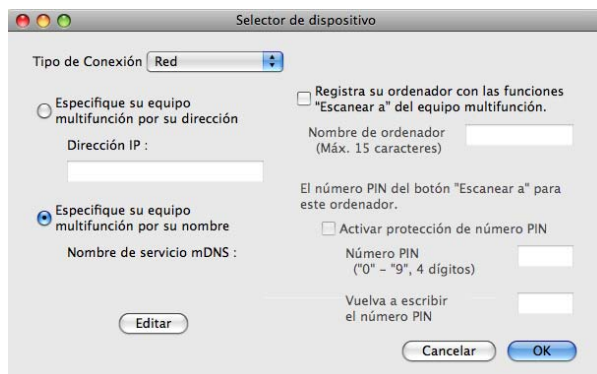 Selector de dispositivo
Tipo de Conexión Red
Especifique su equipo
multifunción por su dirección
Dirección IP :
Especifique su equipo
multifunción por su nombre
Nombre de servicio mDNS :
Editar
Registra su ordenador con las funciones
"Escanear a" del equipo multifunción.
Nombre de ordenador
(Máx. 15 caracteres)
El número PIN del botón "Escanear a" para
este ordenador.
Activar protección de número PIN
Número PIN
("0" – "9", 4 dígitos)
Vuelva a escribir
el número PIN
Cancelar OK